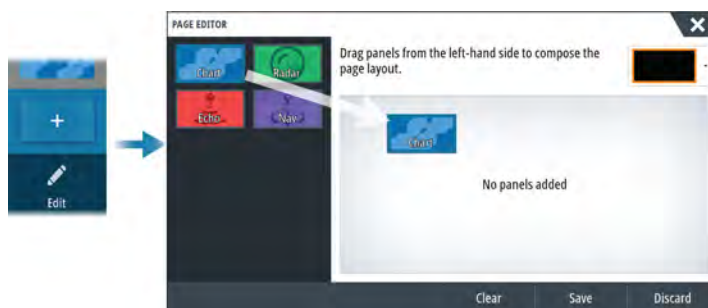 PAGE EDITOR
Chart
Radar
Drag panels from the left-hand side to compose the
page layout.
Echo
Nav
Chart
+
No panels added
Edit
Clear
Save
Discard